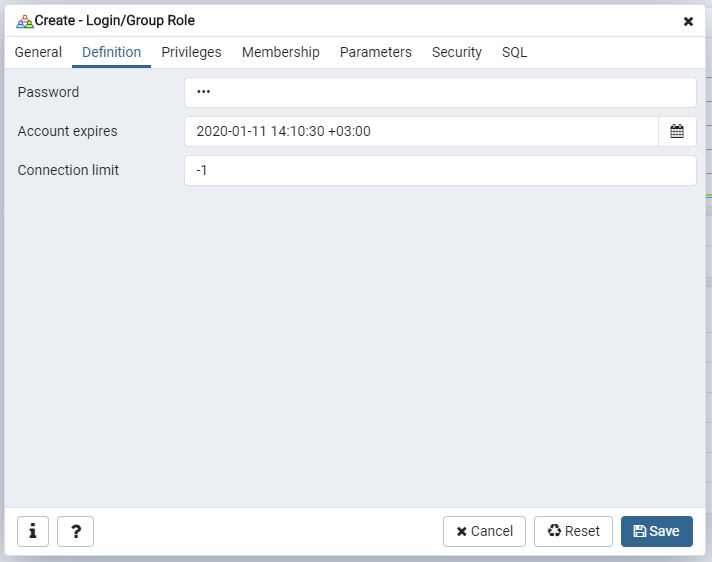 Create - Login/Group Role
General Definition Privileges Membership Parameters Security SQL
Password •••
Account expires 2020-01-11 14:10:30 +03:00
Connection limit -1
i ? Cancel Reset Save